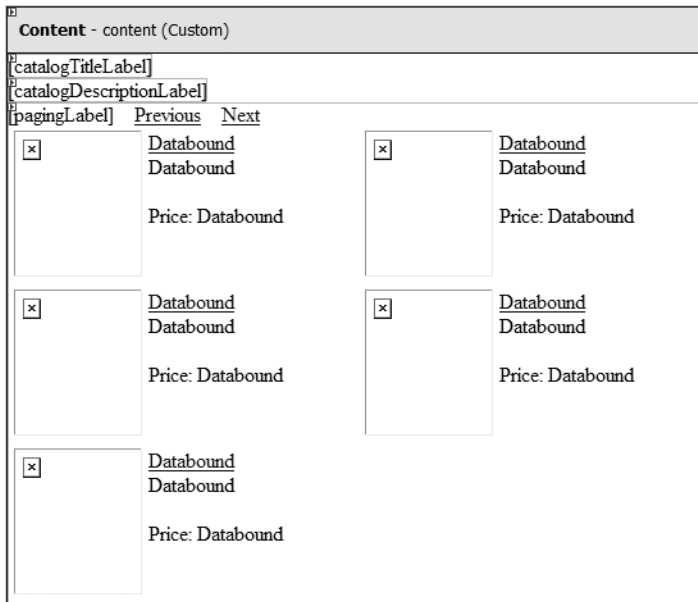 Content - content (Custom)
[catalogTitleLabel]
[catalogDescriptionLabel]
[pagingLabel] Previous Next
Databound Databound
Databound Databound
Price: Databound Price: Databound
Databound Databound
Databound Databound
Price: Databound Price: Databound
Databound
Databound
Price: Databound